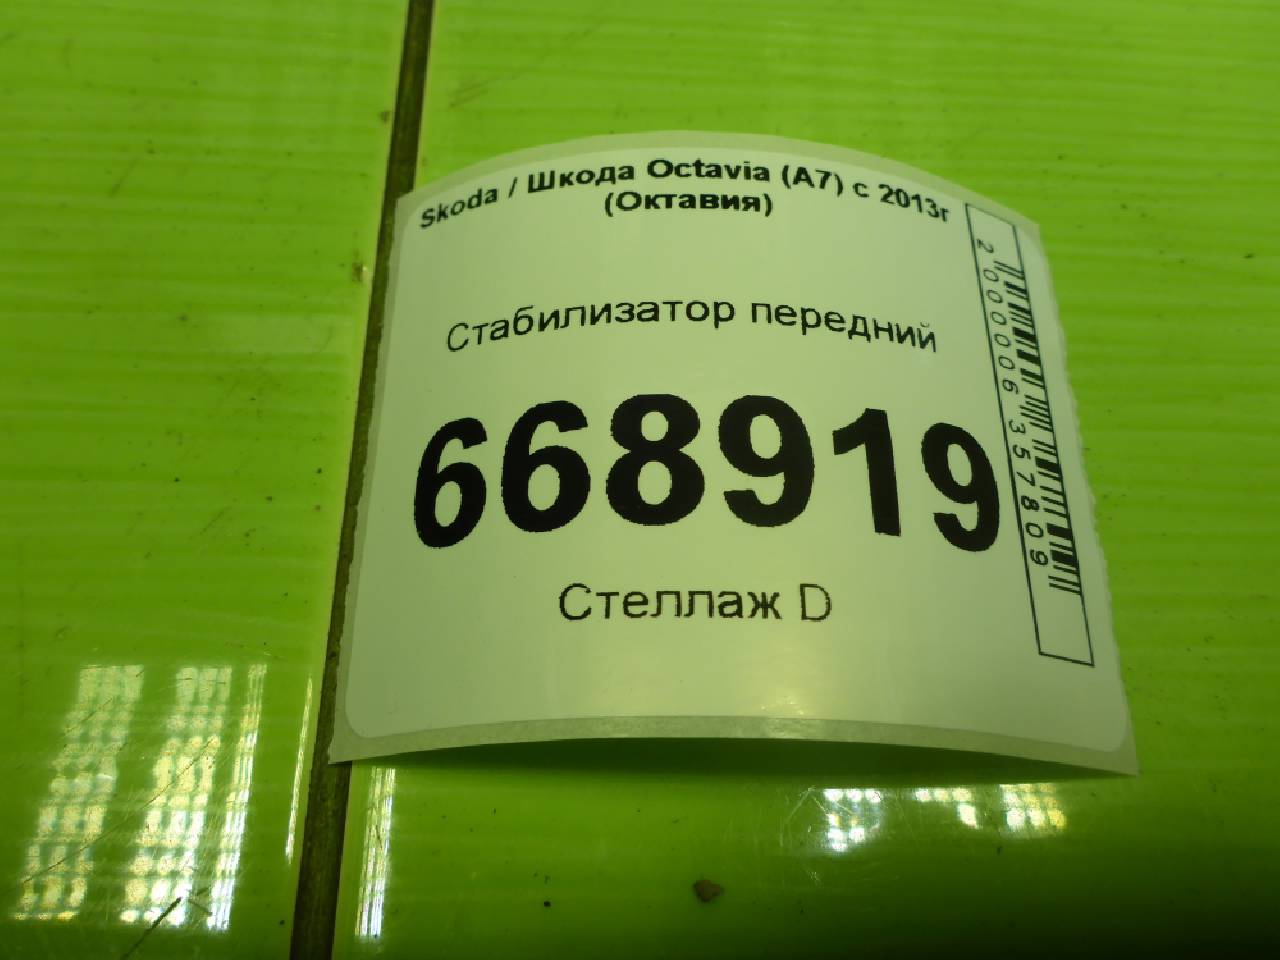 Skoda / Шкода Octavia (A7) с 2013г
(Октавия)
Стабилизатор передний
668919
Стеллаж D
2000006357809